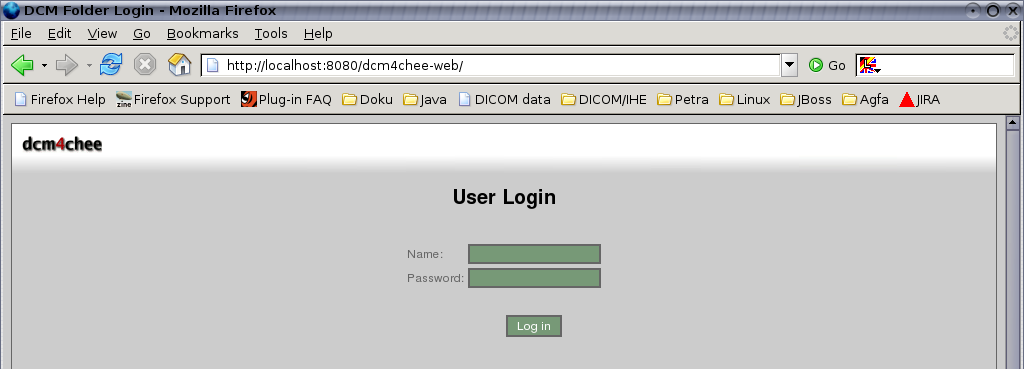 DCM Folder Login - Mozilla Firefox
File Edit View Go Bookmarks Tools Help
http://localhost:8080/dcm4chee-web/ Go
Firefox Help zine Firefox Support Plug-in FAQ Doku Java DICOM data DICOM/IHE Petra Linux JBoss Agfa JIRA
dcm4chee
User Login
Name:
Password:
Log in